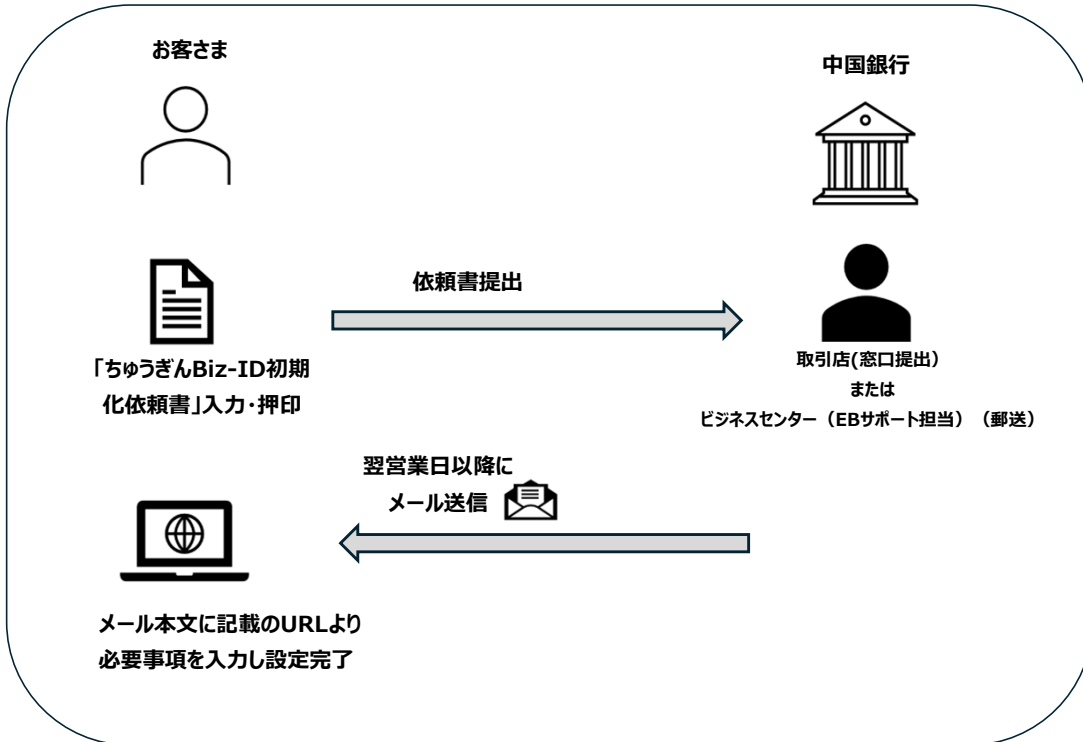 お客さま
中国銀行
依頼書提出
「ちゅうぎんBiz-ID初期
化依頼書」入力・押印
取引店(窓口提出）
または
ビジネスセンター（EBサポート担当）（郵送）
翌営業日以降に
メール送信
メール本文に記載のURLより
必要事項を入力し設定完了